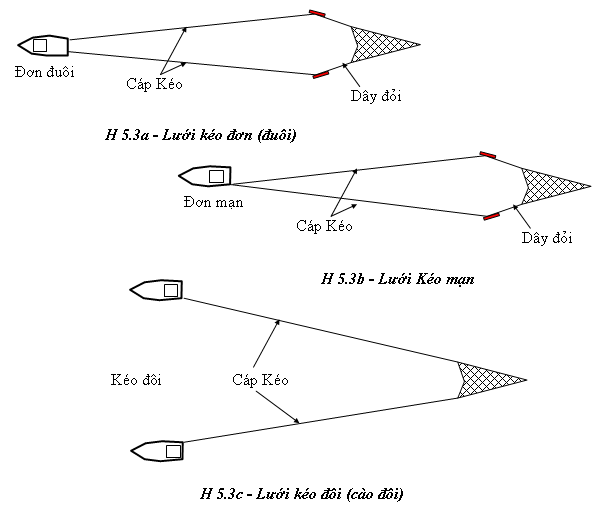 Đơn đuôi
Cáp Kéo
Dây đỏi
H 5.3a - Lưới kéo đơn (đuôi)
Đơn mạn
Cáp Kéo
Dây đỏi
H 5.3b - Lưới Kéo mạn
Kéo đôi
Cáp Kéo
H 5.3c - Lưới kéo đôi (cào đôi)